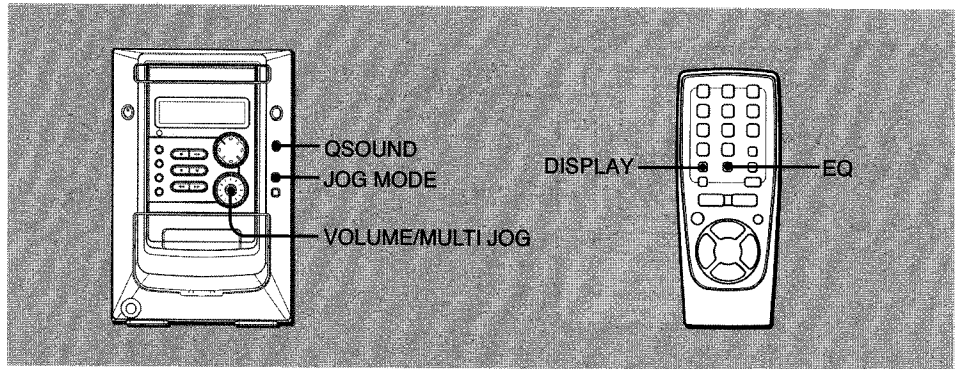 QSOUND
JOG MODE
VOLUME/MULTI JOG
DISPLAY
EQ